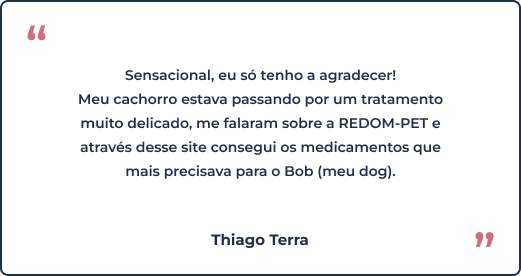 “
Sensacional, eu só tenho a agradecer!
Meu cachorro estava passando por um tratamento
muito delicado, me falaram sobre a REDOM-PET e
através desse site consegui os medicamentos que
mais precisava para o Bob (meu dog).
Thiago Terra
”